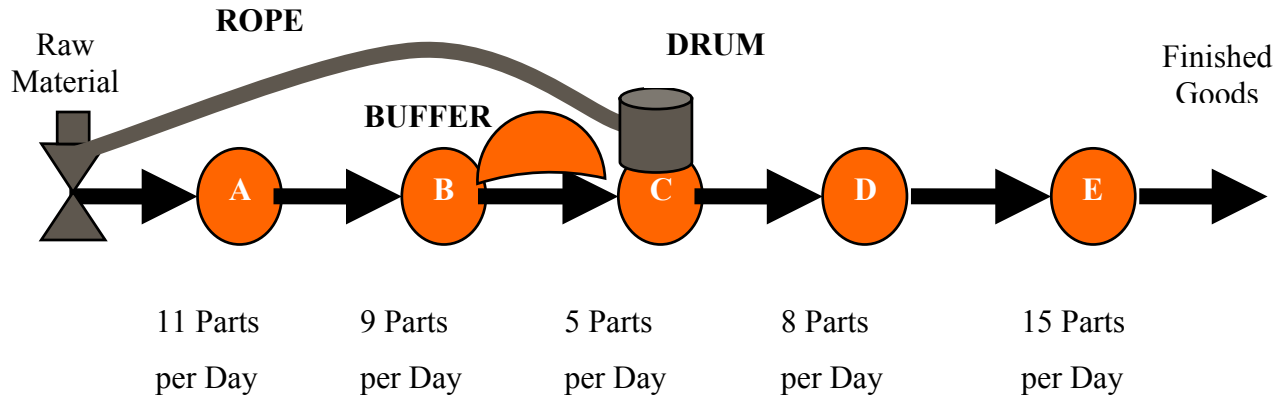 ROPE
Raw
Material
DRUM
Finished
Goods
BUFFER
A
B
C
D
E
11 Parts
per Day
9 Parts
per Day
5 Parts
per Day
8 Parts
per Day
15 Parts
per Day